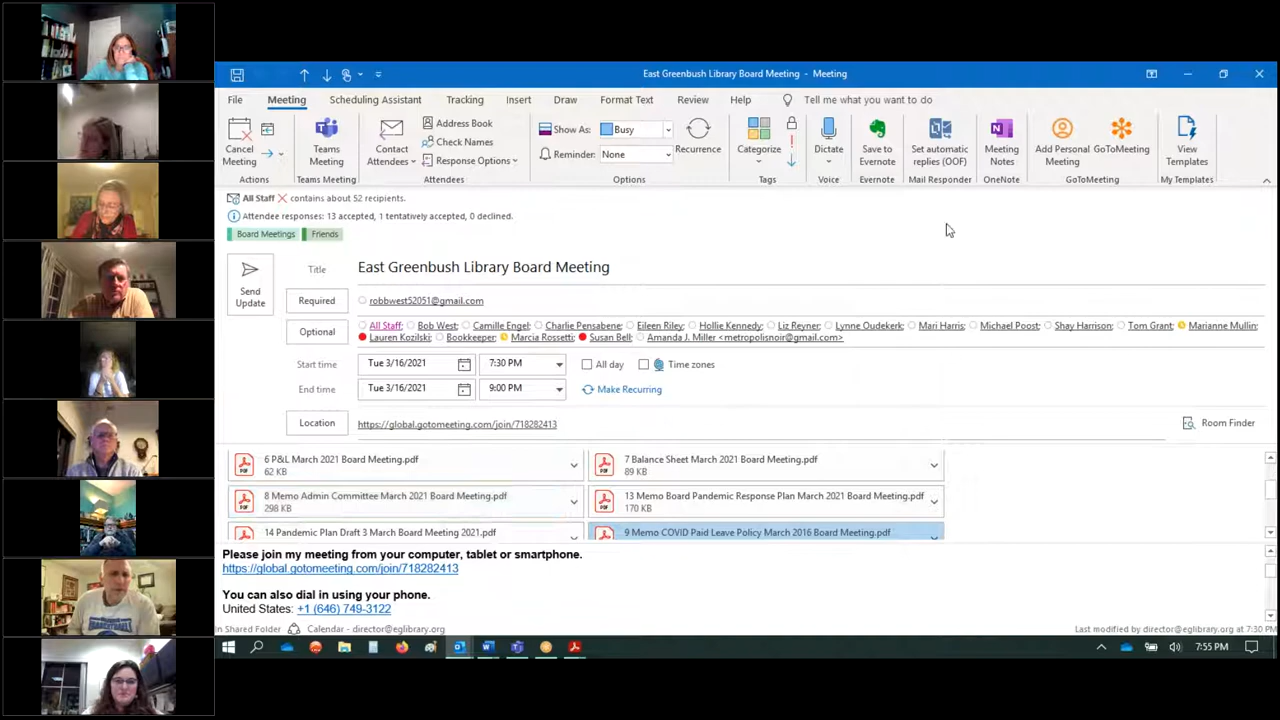 East Greenbush Library Board Meeting - Meeting
File Meeting Scheduling Assistant Tracking Insert Draw Format Text Review Help Tell me what you want to do
Cancel Meeting
Actions
Teams Meeting
Teams Meeting
Contact Attendees
Address Book
Check Names
Response Options
Attendees
Show As: Busy
Reminder: None
Recurrence
Options
Categorize
Tags
Dictate
Voice
Save to Evernote
Evernote
Set automatic replies (OOF)
Mail Responder
Meeting Notes
OneNote
Add Personal Meeting
GoToMeeting
GoToMeeting
View Templates
My Templates
All Staff contains about 52 recipients.
Attendee responses: 13 accepted, 1 tentatively accepted, 0 declined.
Board Meetings Friends
Send Update
Title East Greenbush Library Board Meeting
Required robbwest52051@gmail.com
Optional All Staff; Bob West; Camille Engel; Charlie Pensabene; Eileen Riley; Hollie Kennedy; Liz Reyner; Lynne Oudekerk; Mari Harris; Michael Poost; Shay Harrison; Tom Grant; Marianne Mullin;
Lauren Kozilski; Bookkeeper; Marcia Rossetti; Susan Bell; Amanda J. Miller <metropolisnoir@gmail.com>
Start time Tue 3/16/2021 7:30 PM All day Time zones
End time Tue 3/16/2021 9:00 PM Make Recurring
Location https://global.gotomeeting.com/join/718282413 Room Finder
6 P&L March 2021 Board Meeting.pdf
62 KB
7 Balance Sheet March 2021 Board Meeting.pdf
89 KB
8 Memo Admin Committee March 2021 Board Meeting.pdf
298 KB
13 Memo Board Pandemic Response Plan March 2021 Board Meeting.pdf
170 KB
14 Pandemic Plan Draft 3 March Board Meeting 2021.pdf
9 Memo COVID Paid Leave Policy March 2016 Board Meeting.pdf
Please join my meeting from your computer, tablet or smartphone.
https://global.gotomeeting.com/join/718282413
You can also dial in using your phone.
United States: +1 (646) 749-3122
In Shared Folder Calendar - director@eglibrary.org Last modified by director@eglibrary.org at 7:30 PM
7:55 PM